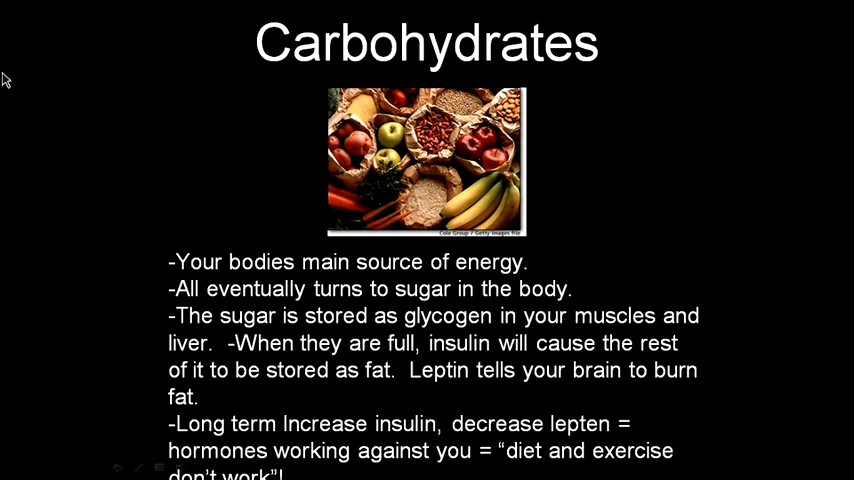 Carbohydrates
Cole Group / Getty Images
-Your bodies main source of energy.
-All eventually turns to sugar in the body.
-The sugar is stored as glycogen in your muscles and
liver.  -When they are full, insulin will cause the rest
of it to be stored as fat.  Leptin tells your brain to burn
fat.
-Long term Increase insulin, decrease lepten =
hormones working against you = “diet and exercise
don't work”!